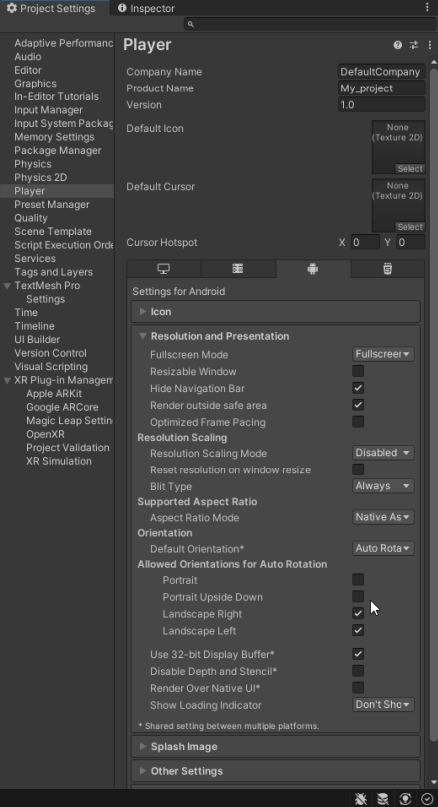 Project Settings
Inspector
Adaptive Performanc
Audio
Editor
Graphics
In-Editor Tutorials
Input Manager
Input System Packag
Memory Settings
Package Manager
Physics
Physics 2D
Player
Preset Manager
Quality
Scene Template
Script Execution Orde
Services
Tags and Layers
TextMesh Pro
Settings
Time
Timeline
UI Builder
Version Control
Visual Scripting
XR Plug-in Managem
Apple ARKit
Google ARCore
Magic Leap Settin
OpenXR
Project Validation
XR Simulation
Player
Company Name DefaultCompany
Product Name My_project
Version 1.0
Default Icon
None
(Texture 2D)
Select
Default Cursor
None
(Texture 2D)
Select
Cursor Hotspot X 0 Y 0
Settings for Android
Icon
Resolution and Presentation
Fullscreen Mode Fullscreer
Resizable Window
Hide Navigation Bar
Render outside safe area
Optimized Frame Pacing
Resolution Scaling
Resolution Scaling Mode Disabled
Reset resolution on window resize
Blit Type Always
Supported Aspect Ratio
Aspect Ratio Mode Native As
Orientation
Default Orientation* Auto Rota
Allowed Orientations for Auto Rotation
Portrait
Portrait Upside Down
Landscape Right
Landscape Left
Use 32-bit Display Buffer*
Disable Depth and Stencil*
Render Over Native UI*
Show Loading Indicator Don't Sho
* Shared setting between multiple platforms.
Splash Image
Other Settings